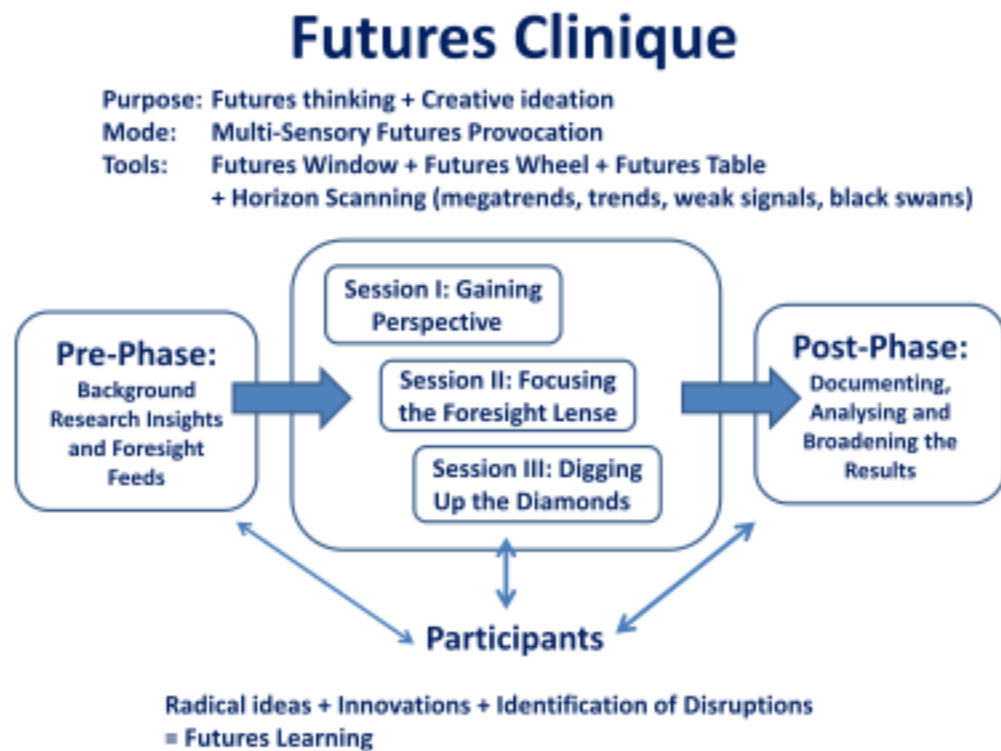 Futures Clinique
Purpose: Futures thinking + Creative ideation
Mode: Multi-Sensory Futures Provocation
Tools: Futures Window + Futures Wheel + Futures Table
+ Horizon Scanning (megatrends, trends, weak signals, black swans)
Pre-Phase:
Background
Research Insights
and Foresight
Feeds
Session I: Gaining
Perspective
Session II: Focusing
the Foresight Lense
Session III: Digging
Up the Diamonds
Post-Phase:
Documenting,
Analysing and
Broadening the
Results
Participants
Radical ideas + Innovations + Identification of Disruptions
= Futures Learning